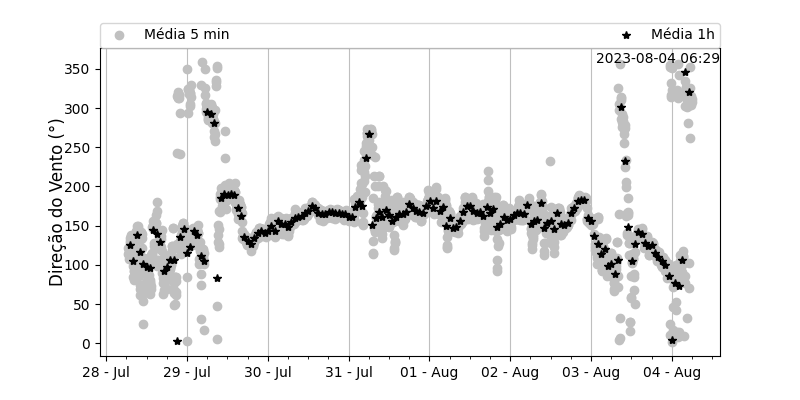 Média 5 min
Média 1h
2023-08-04 06:29
Direção do Vento (°)
350
300
250
200
150
100
50
0
28 - Jul
29 - Jul
30 - Jul
31 - Jul
01 - Aug
02 - Aug
03 - Aug
04 - Aug